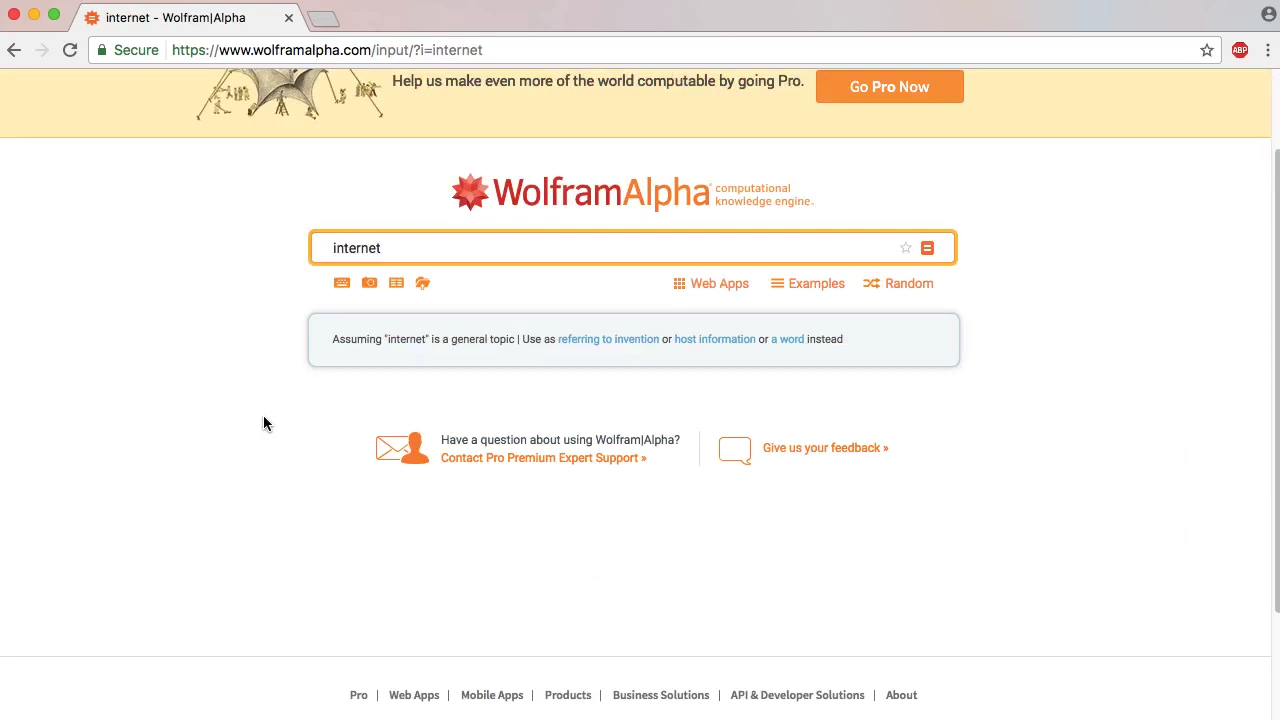 internet - Wolfram|Alpha
Secure https://www.wolframalpha.com/input/?i=internet
ABP
Help us make even more of the world computable by going Pro.
Go Pro Now
WolframAlpha computational
knowledge engine.
internet
Web Apps Examples Random
Assuming "internet" is a general topic | Use as referring to invention or host information or a word instead
Have a question about using Wolfram|Alpha?
Contact Pro Premium Expert Support »
Give us your feedback »
Pro | Web Apps | Mobile Apps | Products | Business Solutions | API & Developer Solutions | About